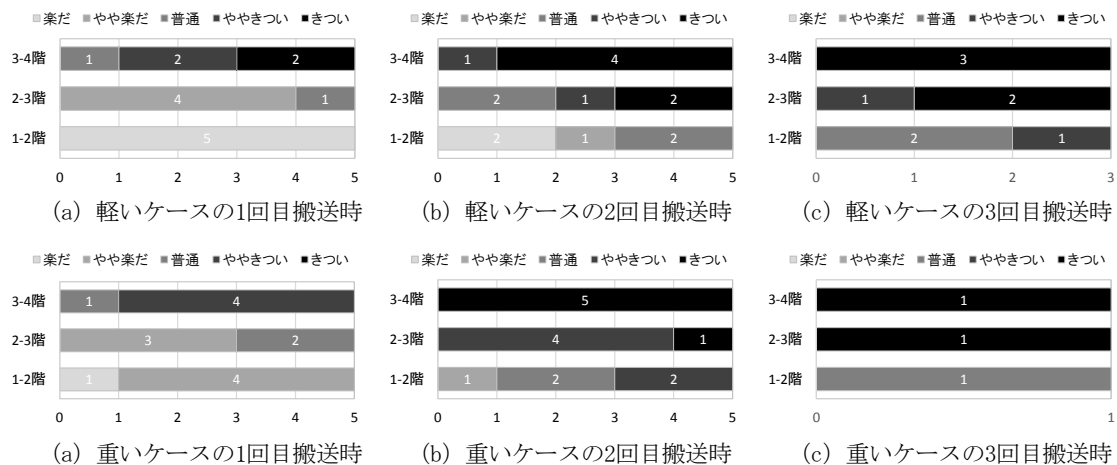 楽だ やや楽だ 普通 ややきつい きつい
3-4階 1 2 2
2-3階 4 1
1-2階 5
0 1 2 3 4 5
(a) 軽いケースの1回目搬送時
楽だ やや楽だ 普通 ややきつい きつい
3-4階 1 4
2-3階 2 1 2
1-2階 2 1 2
0 1 2 3 4 5
(b) 軽いケースの2回目搬送時
楽だ やや楽だ 普通 ややきつい きつい
3-4階 3
2-3階 1 2
1-2階 2 1
0 1 2 3
(c) 軽いケースの3回目搬送時
楽だ やや楽だ 普通 ややきつい きつい
3-4階 1 4
2-3階 3 2
1-2階 1 4
0 1 2 3 4 5
(a) 重いケースの1回目搬送時
楽だ やや楽だ 普通 ややきつい きつい
3-4階 5
2-3階 4 1
1-2階 1 2 2
0 1 2 3 4 5
(b) 重いケースの2回目搬送時
楽だ やや楽だ 普通 ややきつい きつい
3-4階 1
2-3階 1
1-2階 1
0 1
(c) 重いケースの3回目搬送時